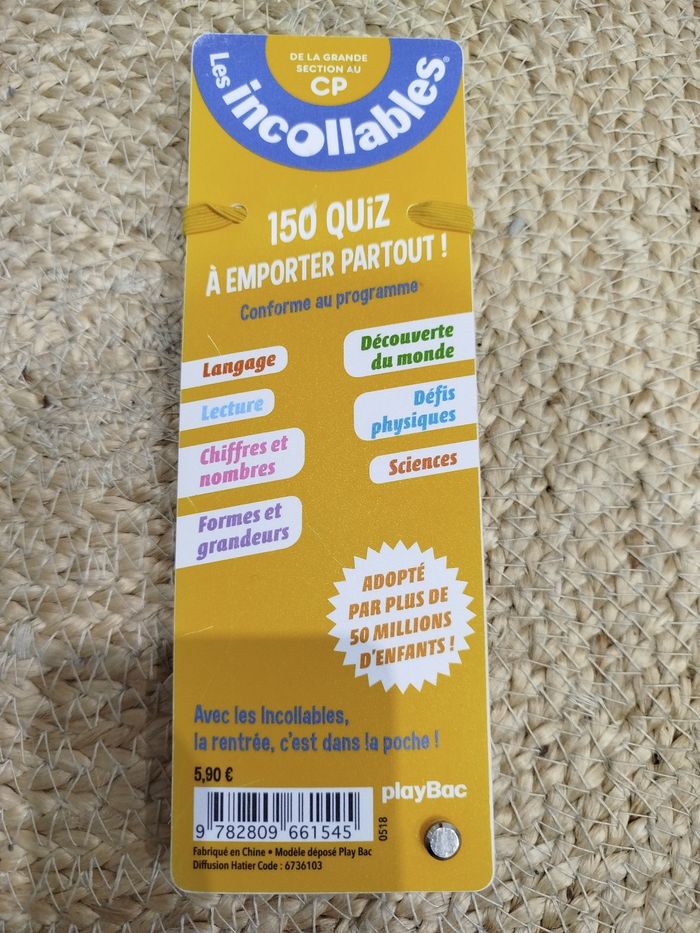 DE LA GRANDE
SECTION AU
CP
Les incollables®
150 QUiZ
À EMPORTER PARTOUT !
Conforme au programme
Langage
Lecture
Chiffres et
nombres
Formes et
grandeurs
Découverte
du monde
Défis
physiques
Sciences
ADOPTÉ
PAR PLUS DE
50 MILLIONS
D'ENFANTS !
Avec les Incollables,
la rentrée, c'est dans la poche !
5,90 €
playBac
9 782809 661545
0518
Fabriqué en Chine • Modèle déposé Play Bac
Diffusion Hatier Code : 6736103